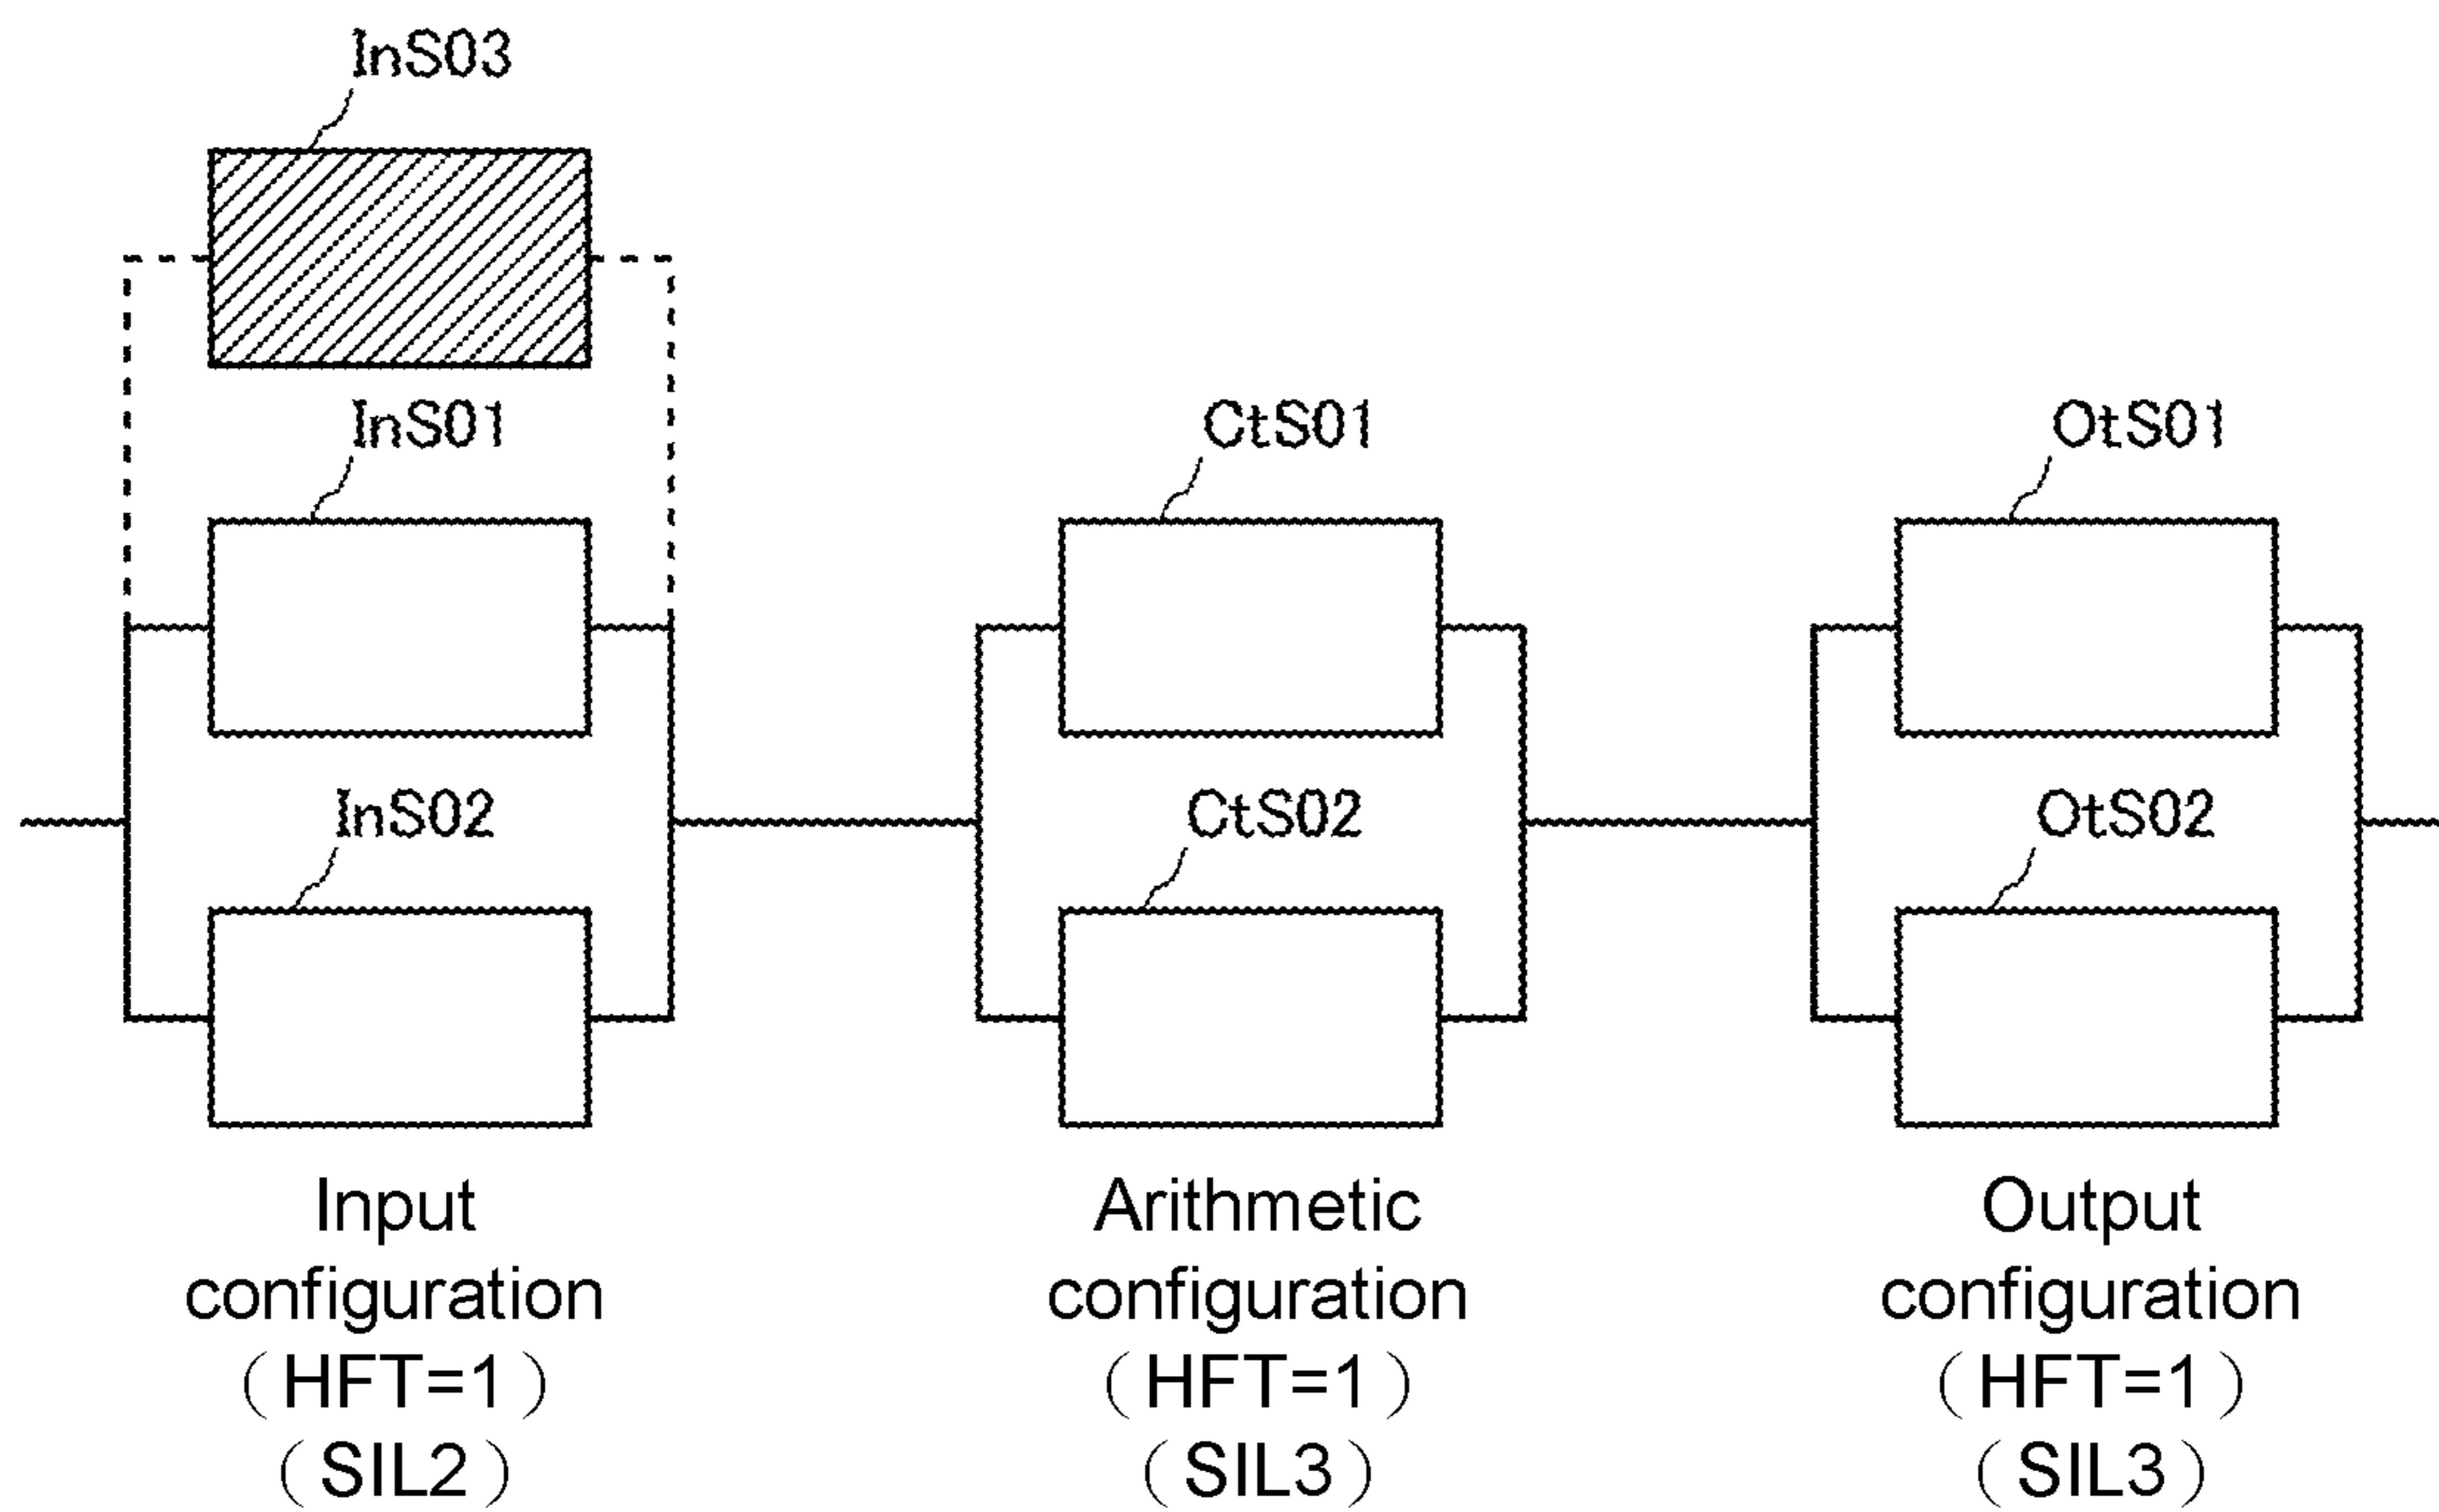 InS03
InS01
CtS01
OtS01
InS02
CtS02
OtS02
Input
configuration
（HFT=1）
（SIL2）
Arithmetic
configuration
（HFT=1）
（SIL3）
Output
configuration
（HFT=1）
（SIL3）